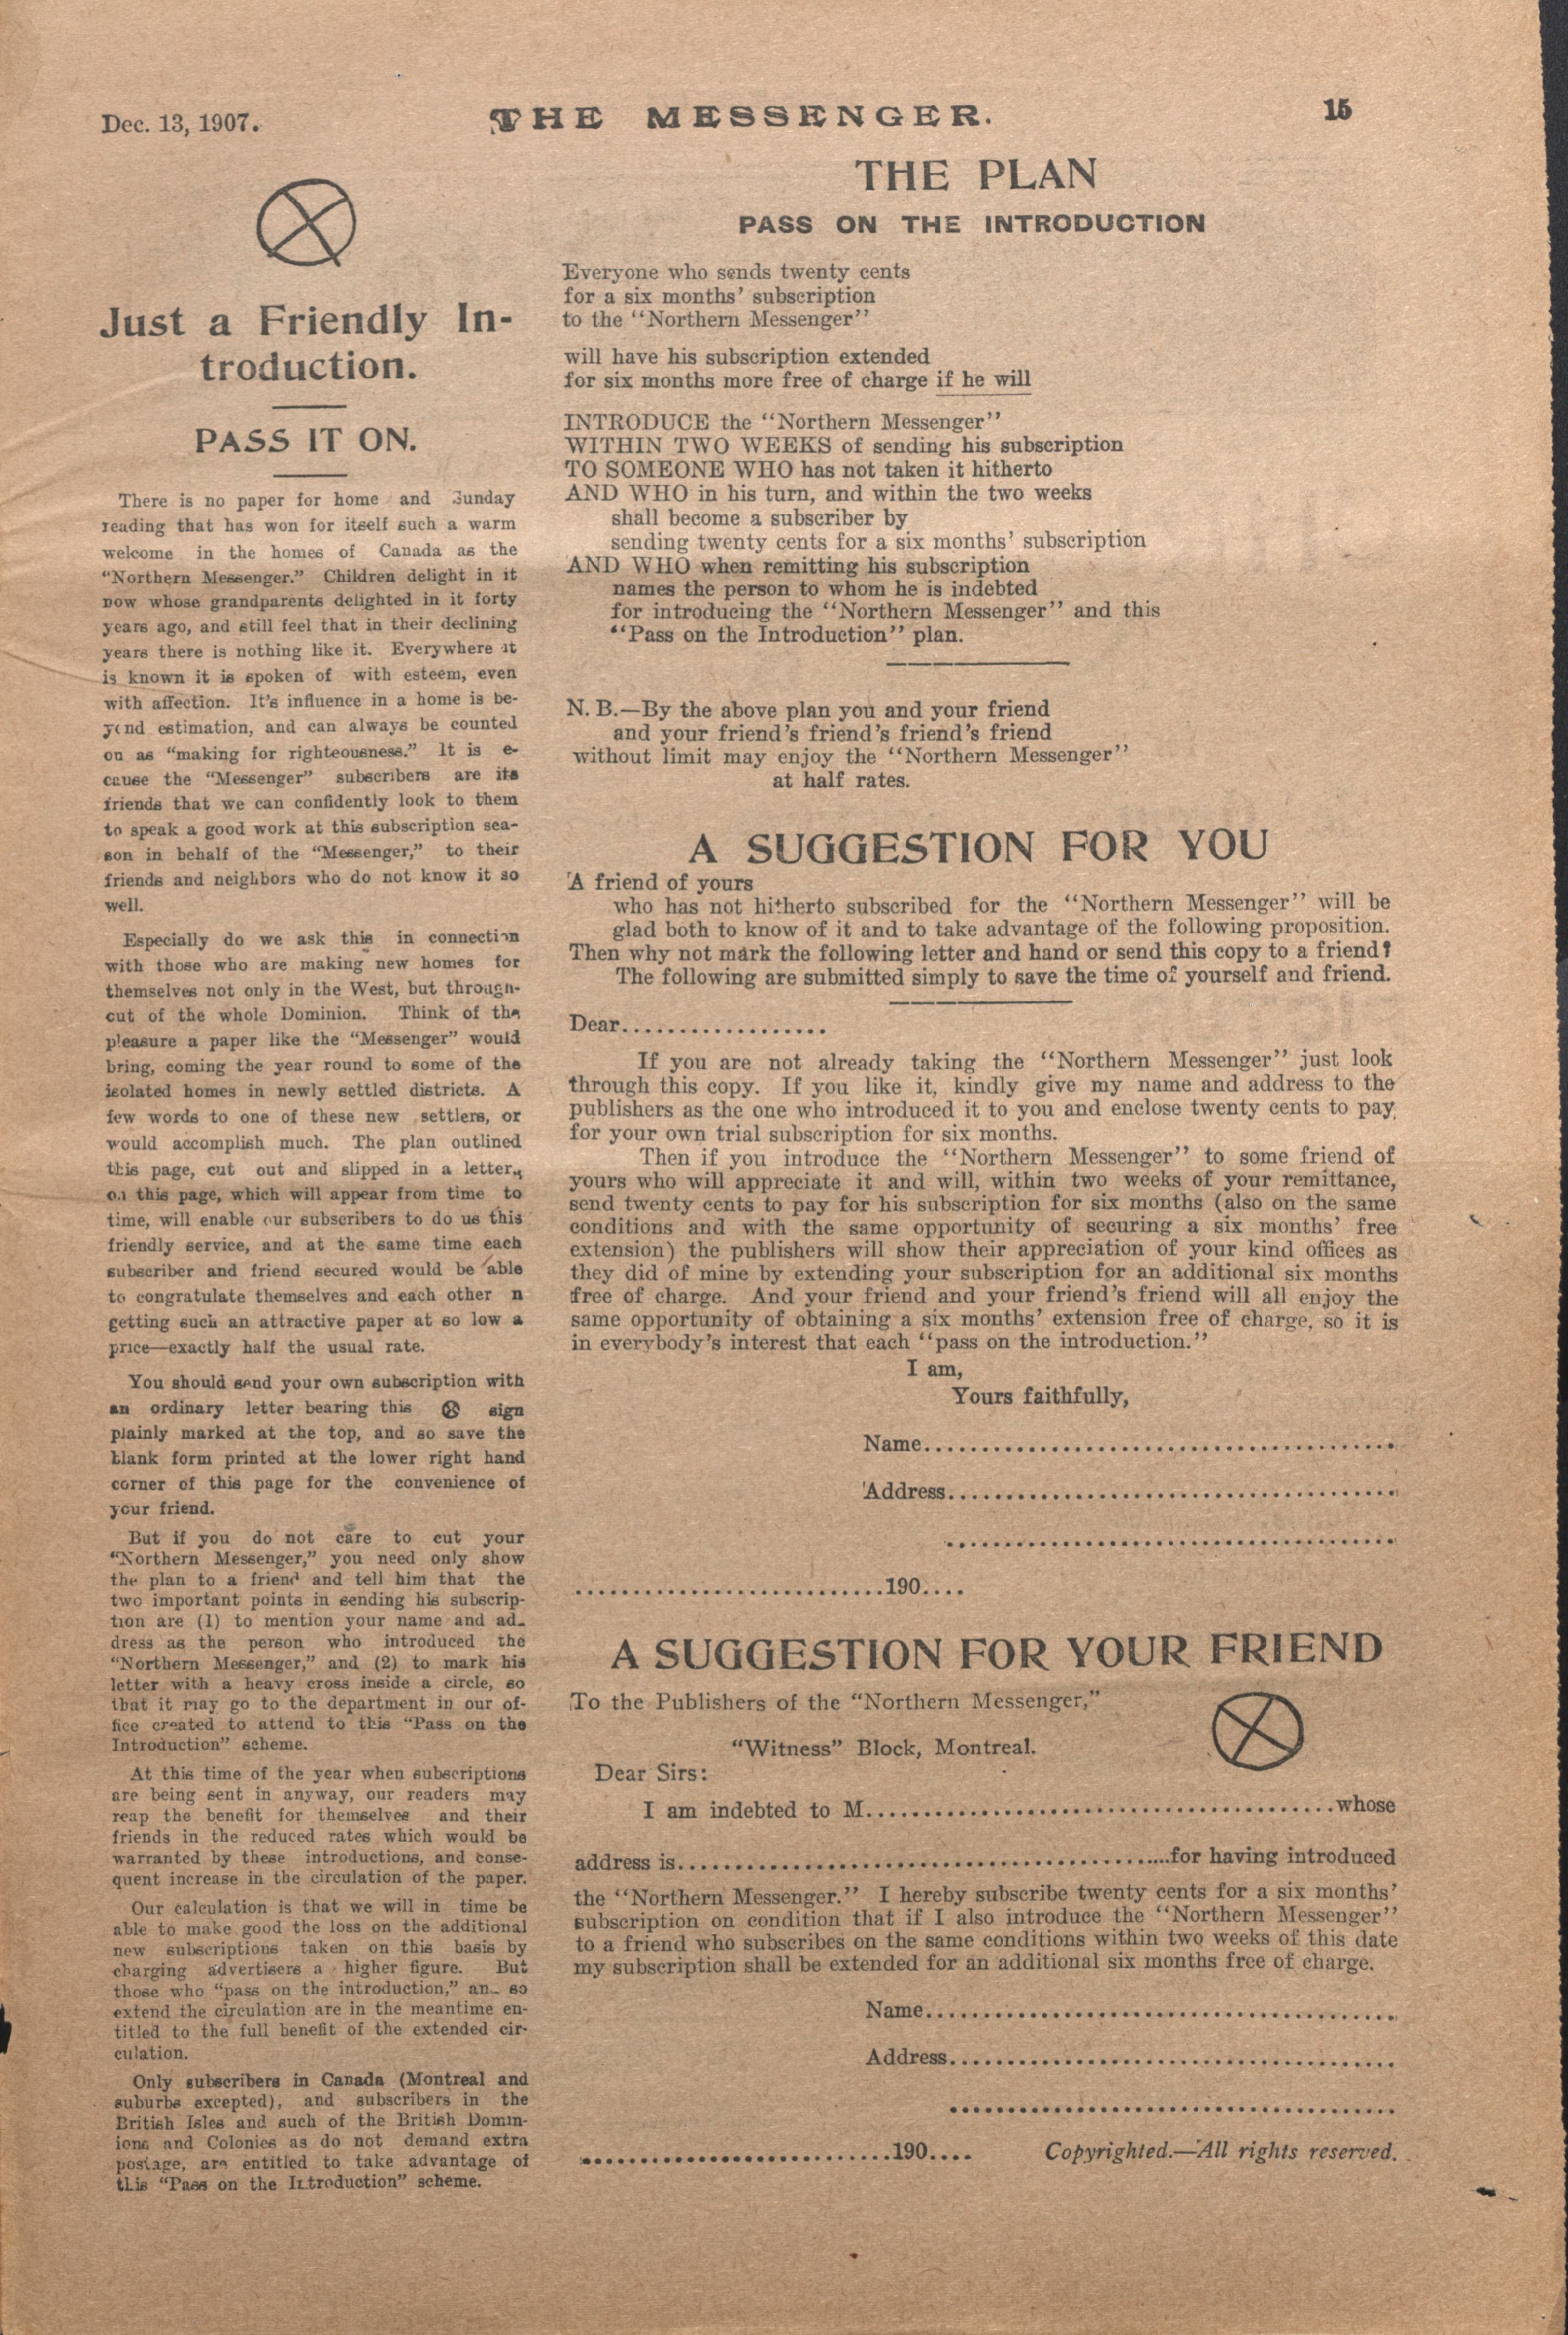 Dec. 13, 1907.
THE MESSENGER.
15
Just a Friendly In-
troduction.
PASS IT ON.
There is no paper for home and Sunday
reading that has won for itself such a warm
welcome in the homes of Canada as the
"Northern Messenger." Children delight in it
now whose grandparents delighted in it forty
years ago, and still feel that in their declining
years there is nothing like it. Everywhere it
is known it is spoken of with esteem, even
with affection. It's influence in a home is be-
yond estimation, and can always be counted
on as "making for righteousness." It is e-
cause the "Messenger" subscribers are its
friends that we can confidently look to them
to speak a good work at this subscription sea-
son in behalf of the "Messenger," to their
friends and neighbors who do not know it so
well.
Especially do we ask this in connection
with those who are making new homes for
themselves not only in the West, but through-
out of the whole Dominion. Think of the
pleasure a paper like the "Messenger" would
bring, coming the year round to some of the
isolated homes in newly settled districts. A
few words to one of these new settlers, or
would accomplish much. The plan outlined
this page, cut out and slipped in a letter,
on this page, which will appear from time to
time, will enable our subscribers to do us this
friendly service, and at the same time each
subscriber and friend secured would be able
to congratulate themselves and each other n
getting such an attractive paper at so low a
price—exactly half the usual rate.
You should send your own subscription with
an ordinary letter bearing this sign
plainly marked at the top, and so save the
blank form printed at the lower right hand
corner of this page for the convenience of
your friend.
But if you do not care to cut your
"Northern Messenger," you need only show
the plan to a friend and tell him that the
two important points in sending his subscrip-
tion are (1) to mention your name and ad-
dress as the person who introduced the
"Northern Messenger," and (2) to mark his
letter with a heavy cross inside a circle, so
that it may go to the department in our of-
fice created to attend to this "Pass on the
Introduction" scheme.
At this time of the year when subscriptions
are being sent in anyway, our readers may
reap the benefit for themselves and their
friends in the reduced rates which would be
warranted by these introductions, and conse-
quent increase in the circulation of the paper.
Our calculation is that we will in time be
able to make good the loss on the additional
new subscriptions taken on this basis by
charging advertisers a higher figure. But
those who "pass on the introduction," an so
extend the circulation are in the meantime en-
titled to the full benefit of the extended cir-
culation.
Only subscribers in Canada (Montreal and
suburbs excepted), and subscribers in the
British Isles and such of the British Domin-
ions and Colonies as do not demand extra
postage, are entitled to take advantage of
this "Pass on the Introduction" scheme.
THE PLAN
PASS ON THE INTRODUCTION
Everyone who sends twenty cents
for a six months' subscription
to the "Northern Messenger"
will have his subscription extended
for six months more free of charge if he will
INTRODUCE the "Northern Messenger"
WITHIN TWO WEEKS of sending his subscription
TO SOMEONE WHO has not taken it hitherto
AND WHO in his turn, and within the two weeks
shall become a subscriber by
sending twenty cents for a six months' subscription
AND WHO when remitting his subscription
names the person to whom he is indebted
for introducing the "Northern Messenger" and this
"Pass on the Introduction" plan.
N. B.—By the above plan you and your friend
and your friend's friend's friend
without limit may enjoy the "Northern Messenger"
at half rates.
A SUGGESTION FOR YOU
A friend of yours
who has not hitherto subscribed for the "Northern Messenger" will be
glad both to know of it and to take advantage of the following proposition.
Then why not mark the following letter and hand or send this copy to a friend?
The following are submitted simply to save the time of yourself and friend.
Dear..................
If you are not already taking the "Northern Messenger" just look
through this copy. If you like it, kindly give my name and address to the
publishers as the one who introduced it to you and enclose twenty cents to pay
for your own trial subscription for six months.
Then if you introduce the "Northern Messenger" to some friend of
yours who will appreciate it and will, within two weeks of your remittance,
send twenty cents to pay for his subscription for six months (also on the same
conditions and with the same opportunity of securing a six months' free
extension) the publishers will show their appreciation of your kind offices as
they did of mine by extending your subscription for an additional six months
free of charge. And your friend and your friend's friend will all enjoy the
same opportunity of obtaining a six months' extension free of charge, so it is
in everybody's interest that each "pass on the introduction."
I am,
Yours faithfully,
Name........................................
Address......................................
......................................
...........................190....
A SUGGESTION FOR YOUR FRIEND
To the Publishers of the "Northern Messenger,"
"Witness" Block, Montreal.
Dear Sirs:
I am indebted to M........................................whose
address is..........................................for having introduced
the "Northern Messenger." I hereby subscribe twenty cents for a six months'
subscription on condition that if I also introduce the "Northern Messenger"
to a friend who subscribes on the same conditions within two weeks of this date
my subscription shall be extended for an additional six months free of charge.
Name........................................
Address......................................
......................................
...........................190....
Copyrighted.—All rights reserved.